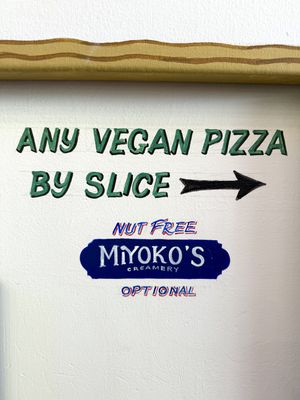 ANY VEGAN PIZZA
BY SLICE
NUT FREE
MIYOKO'S
CREAMERY
OPTIONAL